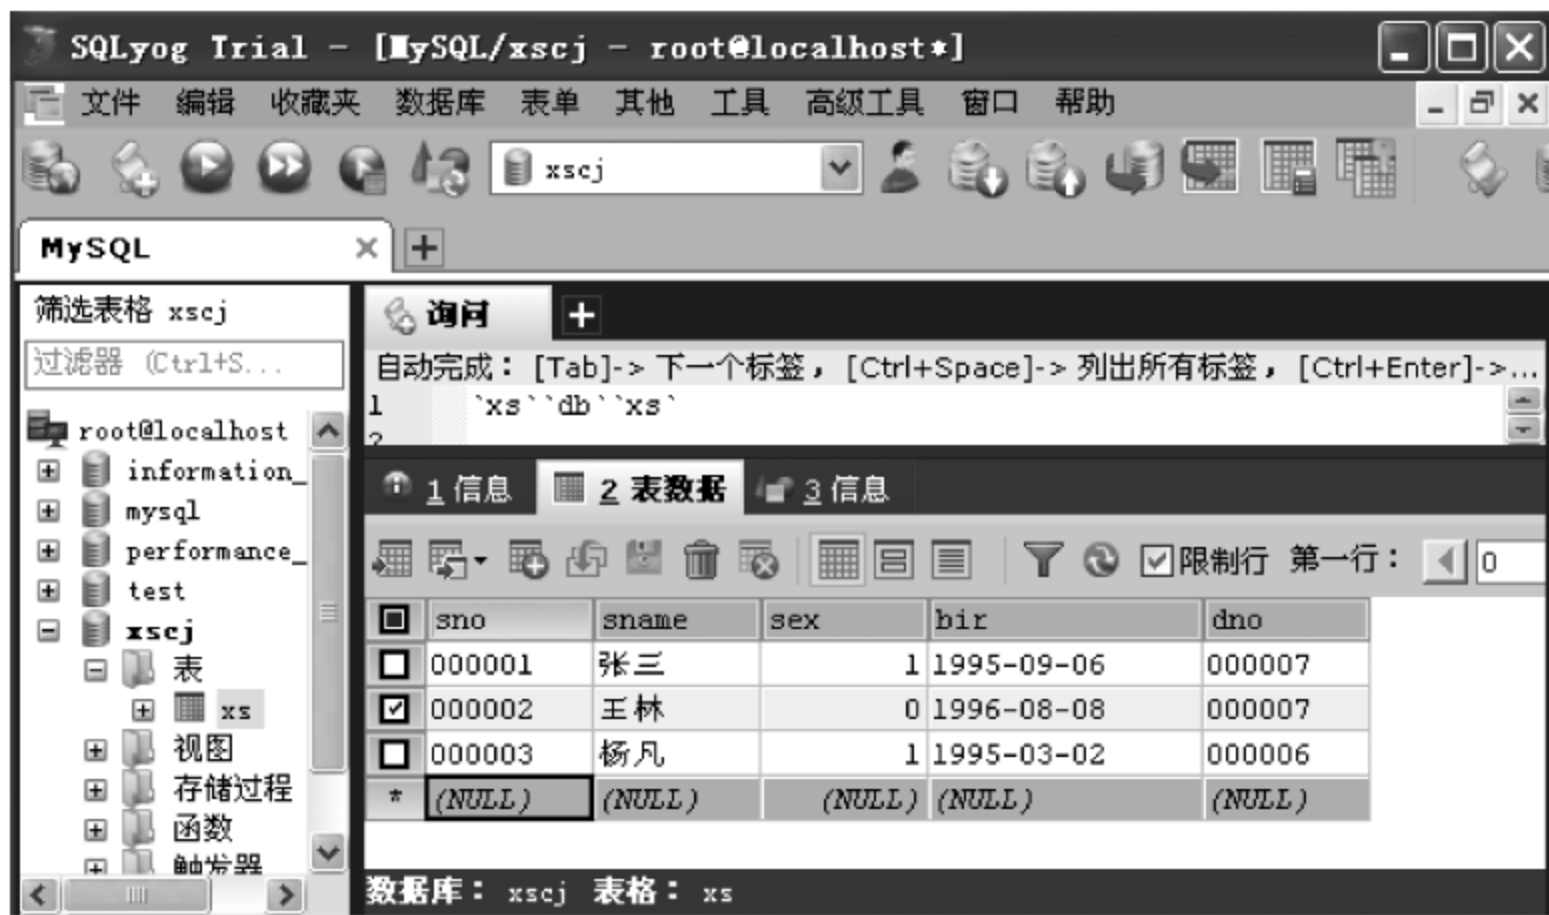 SQLyog Trial - [MySQL/xscj - root@localhost*]
文件 编辑 收藏夹 数据库 表单 其他 工具 高级工具 窗口 帮助
xscj
MySQL
筛选表格 xscj
过滤器 (Ctrl+S...
root@localhost
information_
mysql
performance_
test
xscj
表
xs
视图
存储过程
函数
触发器
询问
自动完成：[Tab]-> 下一个标签，[Ctrl+Space]-> 列出所有标签，[Ctrl+Enter]->...
1 `xs``db``xs`
2
1 信息 2 表数据 3 信息
限制行 第一行： 0
sno sname sex bir dno
000001 张三 1 1995-09-06 000007
000002 王林 0 1996-08-08 000007
000003 杨凡 1 1995-03-02 000006
* (NULL) (NULL) (NULL) (NULL) (NULL)
数据库： xscj 表格： xs